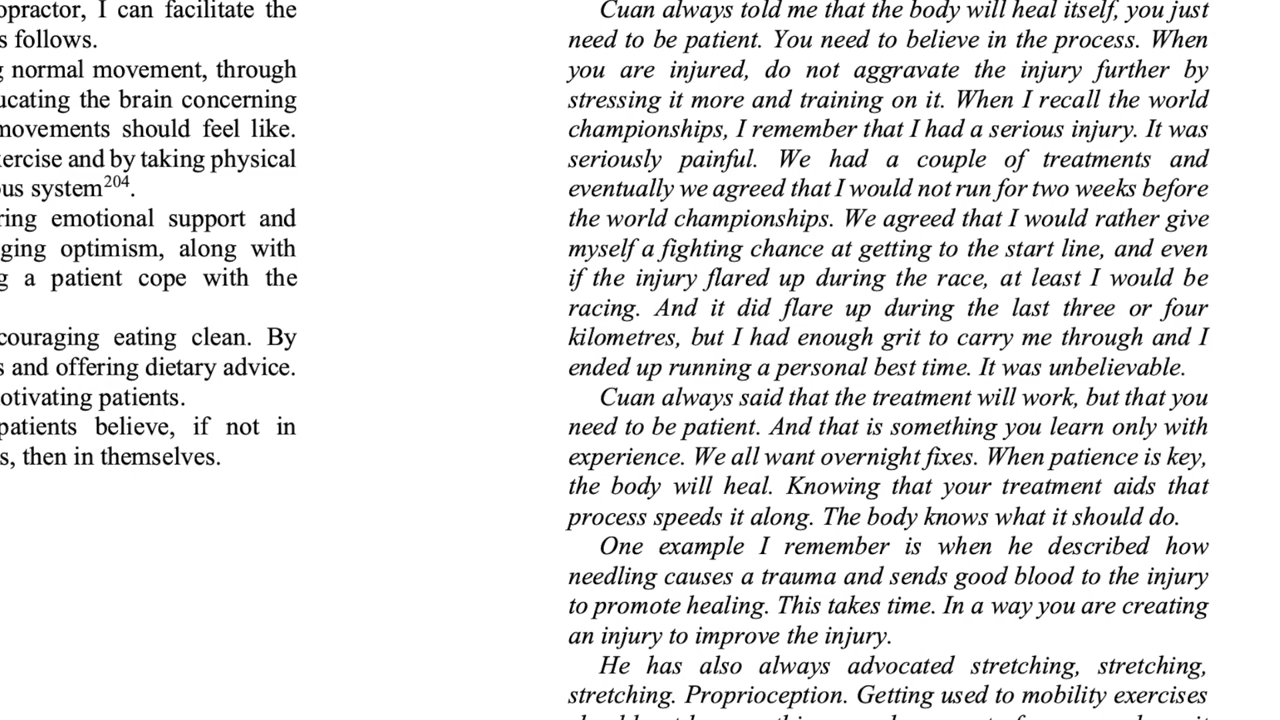 opractor, I can facilitate the
s follows.
normal movement, through
ucating the brain concerning
movements should feel like.
ercise and by taking physical
ous system204.
ring emotional support and
ging optimism, along with
g a patient cope with the
couraging eating clean. By
s and offering dietary advice.
otivating patients.
patients believe, if not in
s, then in themselves.
Cuan always told me that the body will heal itself, you just
need to be patient. You need to believe in the process. When
you are injured, do not aggravate the injury further by
stressing it more and training on it. When I recall the world
championships, I remember that I had a serious injury. It was
seriously painful. We had a couple of treatments and
eventually we agreed that I would not run for two weeks before
the world championships. We agreed that I would rather give
myself a fighting chance at getting to the start line, and even
if the injury flared up during the race, at least I would be
racing. And it did flare up during the last three or four
kilometres, but I had enough grit to carry me through and I
ended up running a personal best time. It was unbelievable.
Cuan always said that the treatment will work, but that you
need to be patient. And that is something you learn only with
experience. We all want overnight fixes. When patience is key,
the body will heal. Knowing that your treatment aids that
process speeds it along. The body knows what it should do.
One example I remember is when he described how
needling causes a trauma and sends good blood to the injury
to promote healing. This takes time. In a way you are creating
an injury to improve the injury.
He has also always advocated stretching, stretching,
stretching. Proprioception. Getting used to mobility exercises